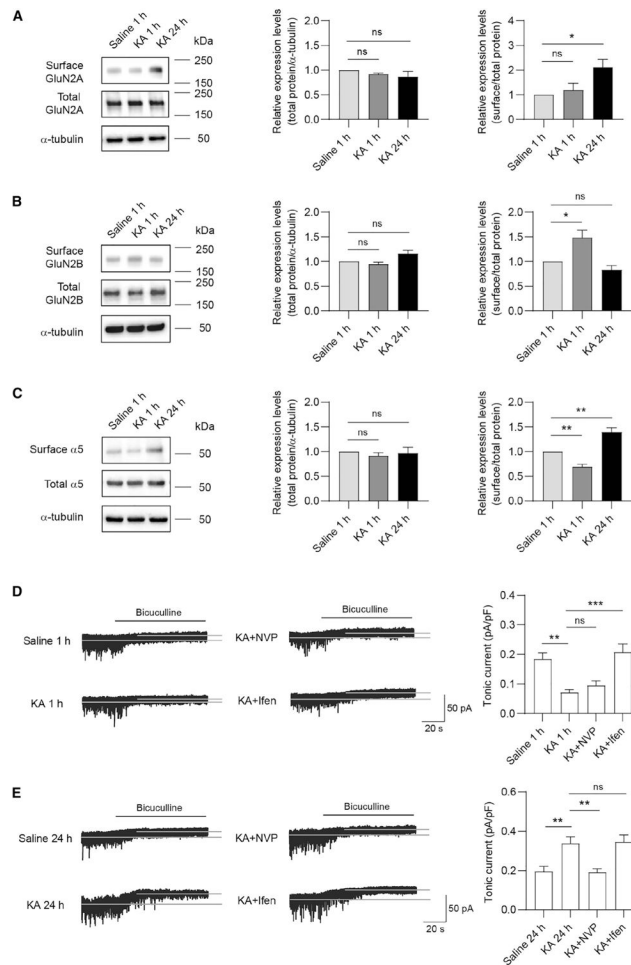 A
Saline 1 h
KA 1 h
KA 24 h
kDa
Surface
GluN2A
250
150
Total
GluN2A
250
150
α-tubulin
50
Relative expression levels
(total protein/α-tubulin)
1.5
1.0
0.5
0.0
ns
ns
Saline 1 h
KA 1 h
KA 24 h
Relative expression levels
(surface/total protein)
4
3
2
1
0
*
ns
Saline 1 h
KA 1 h
KA 24 h
B
Saline 1 h
KA 1 h
KA 24 h
Surface
GluN2B
250
150
Total
GluN2B
250
150
α-tubulin
50
Relative expression levels
(total protein/α-tubulin)
2.0
1.5
1.0
0.5
0.0
ns
ns
Saline 1 h
KA 1 h
KA 24 h
Relative expression levels
(surface/total protein)
2.0
1.5
1.0
0.5
0.0
ns
*
Saline 1 h
KA 1 h
KA 24 h
C
Saline 1 h
KA 1 h
KA 24 h
kDa
Surface α5
50
Total α5
50
α-tubulin
50
Relative expression levels
(total protein/α-tubulin)
2.0
1.5
1.0
0.5
0.0
ns
ns
Saline 1 h
KA 1 h
KA 24 h
Relative expression levels
(surface/total protein)
2.0
1.5
1.0
0.5
0.0
**
**
Saline 1 h
KA 1 h
KA 24 h
D
Bicuculline
Saline 1 h
KA 1 h
Bicuculline
KA+NVP
KA+Ifen
50 pA
20 s
Tonic current (pA/pF)
0.4
0.3
0.2
0.1
0.0
***
ns
**
Saline 1 h
KA 1 h
KA+NVP
KA+Ifen
E
Bicuculline
Saline 24 h
KA 24 h
Bicuculline
KA+NVP
KA+Ifen
50 pA
20 s
Tonic current (pA/pF)
0.6
0.4
0.2
0.0
ns
**
**
Saline 24 h
KA 24 h
KA+NVP
KA+Ifen